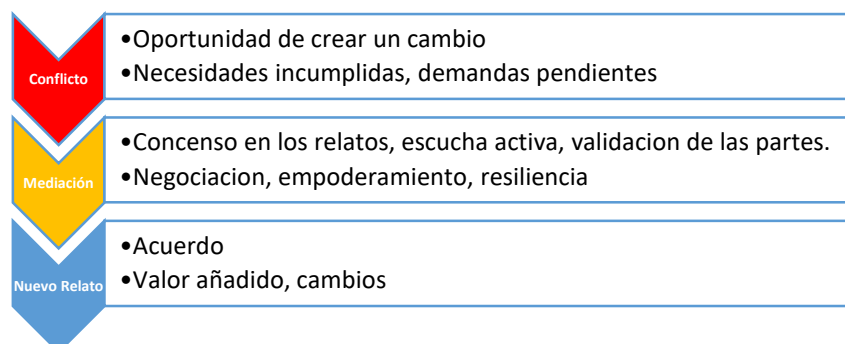 Conflicto
•Oportunidad de crear un cambio
•Necesidades incumplidas, demandas pendientes
Mediación
•Concenso en los relatos, escucha activa, validacion de las partes.
•Negociacion, empoderamiento, resiliencia
Nuevo Relato
•Acuerdo
•Valor añadido, cambios